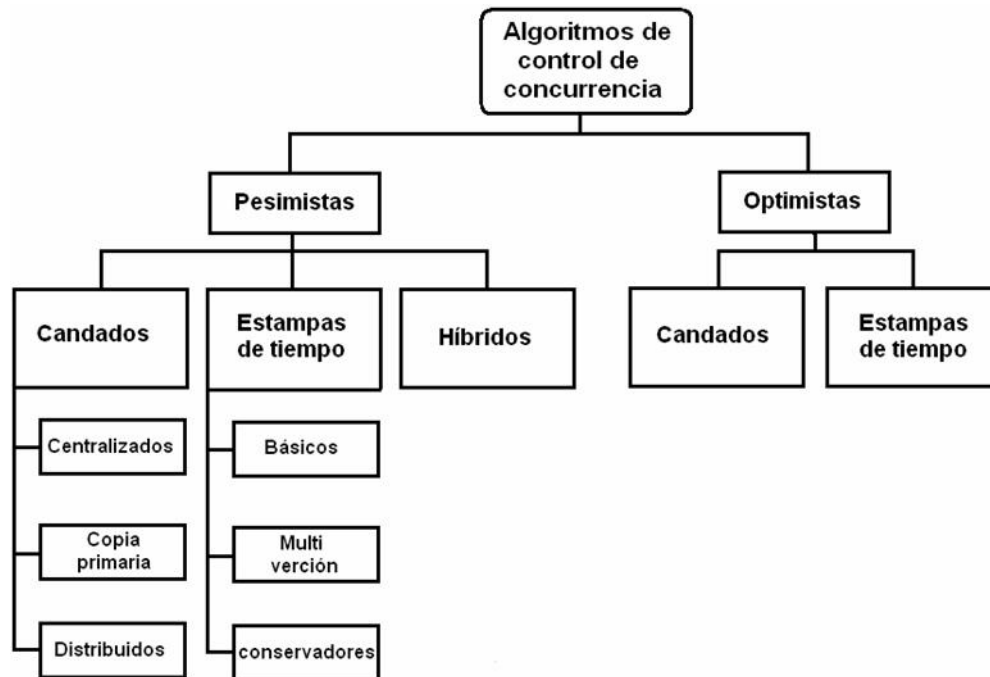 Algoritmos de
control de
concurrencia
Pesimistas
Optimistas
Candados
Estampas
de tiempo
Híbridos
Candados
Estampas
de tiempo
Centralizados
Básicos
Copia
primaria
Multi
verción
Distribuidos
conservadores